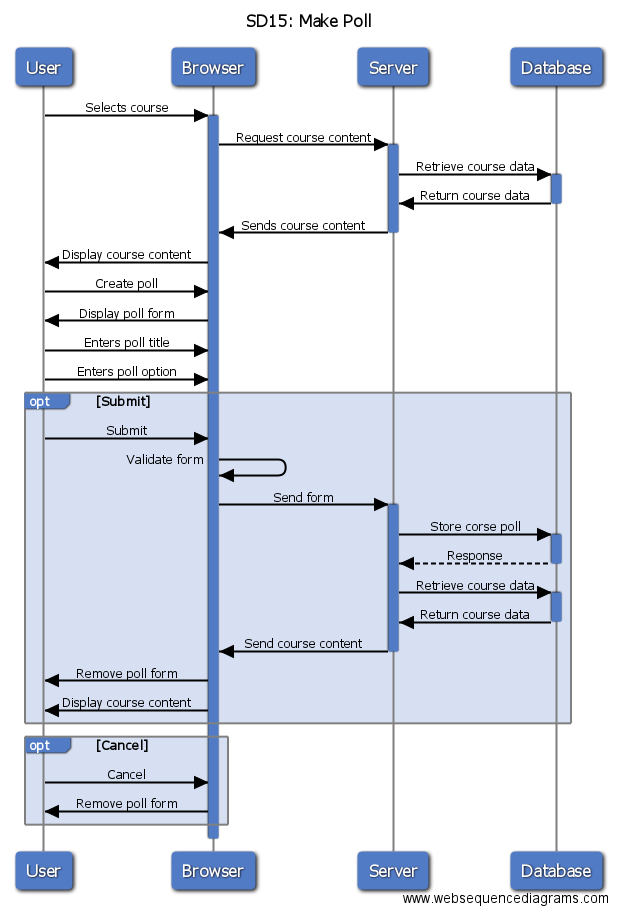 SD15: Make Poll
User
Browser
Server
Database
Selects course
Request course content
Retrieve course data
Return course data
Sends course content
Display course content
Create poll
Display poll form
Enters poll title
Enters poll option
opt [Submit]
Submit
Validate form
Send form
Store corse poll
Response
Retrieve course data
Return course data
Send course content
Remove poll form
Display course content
opt [Cancel]
Cancel
Remove poll form
User
Browser
Server
Database
www.websequencediagrams.com